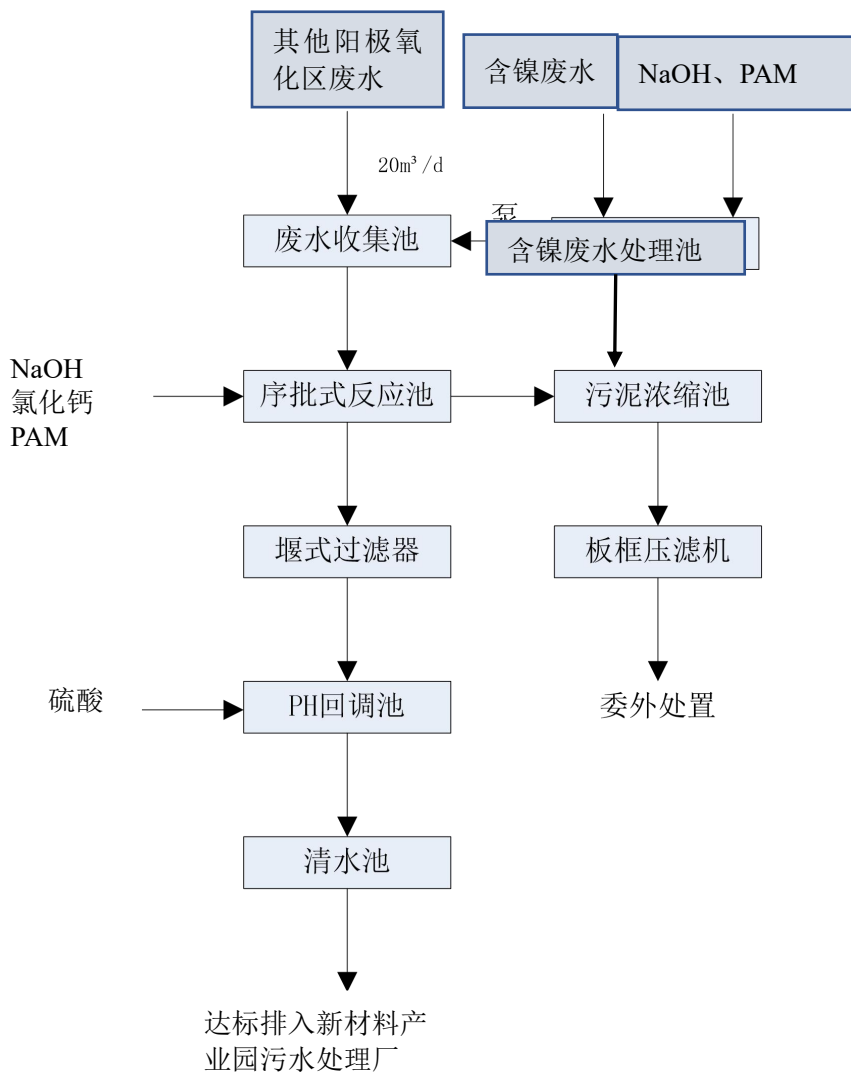 其他阳极氧
化区废水
含镍废水
NaOH、PAM
20m³/d
泵
废水收集池
含镍废水处理池
NaOH
氯化钙
PAM
序批式反应池
污泥浓缩池
堰式过滤器
板框压滤机
硫酸
PH回调池
委外处置
清水池
达标排入新材料产
业园污水处理厂